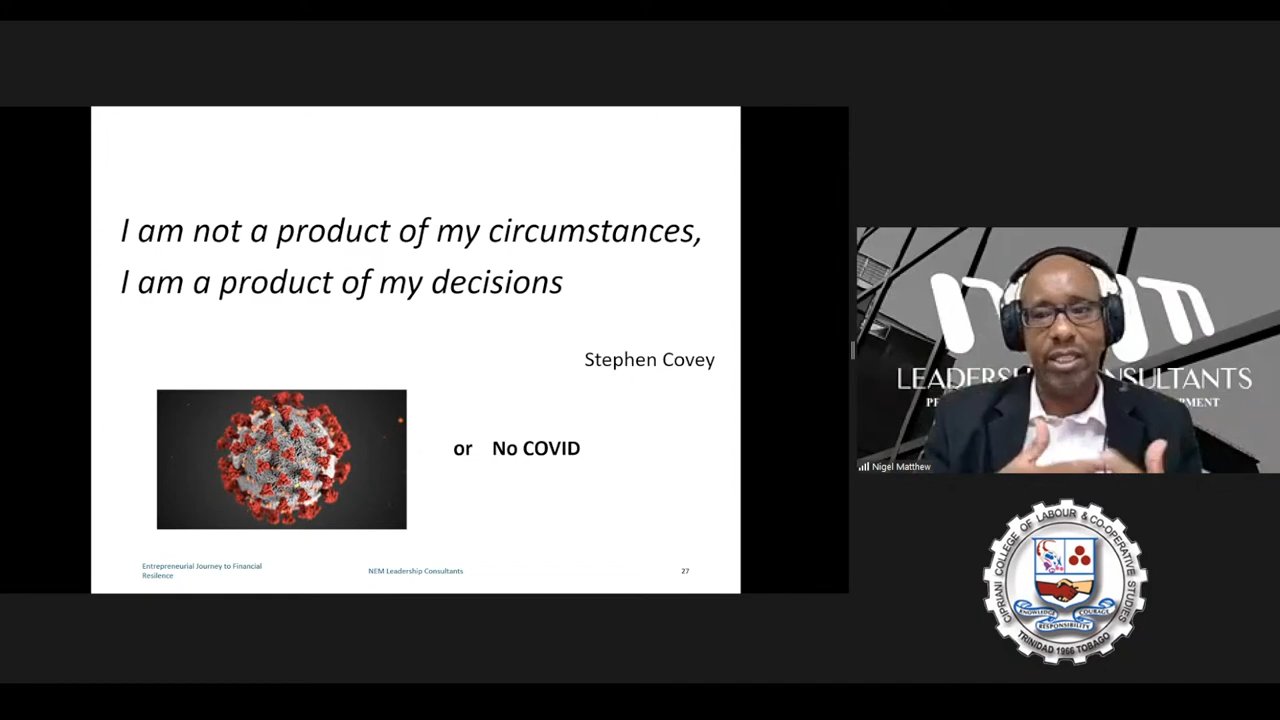 I am not a product of my circumstances,
I am a product of my decisions
Stephen Covey
or No COVID
Entrepreneurial Journey to Financial
Resilence
NEM Leadership Consultants
27
LEADERSH
NSULTANTS
Nigel Matthew
CIPRIANI COLLEGE OF LABOUR & CO-OPERATIVE STUDIES
KNOWLEDGE
COURAGE
RESPONSIBILITY
TRINIDAD 1966 TOBAGO